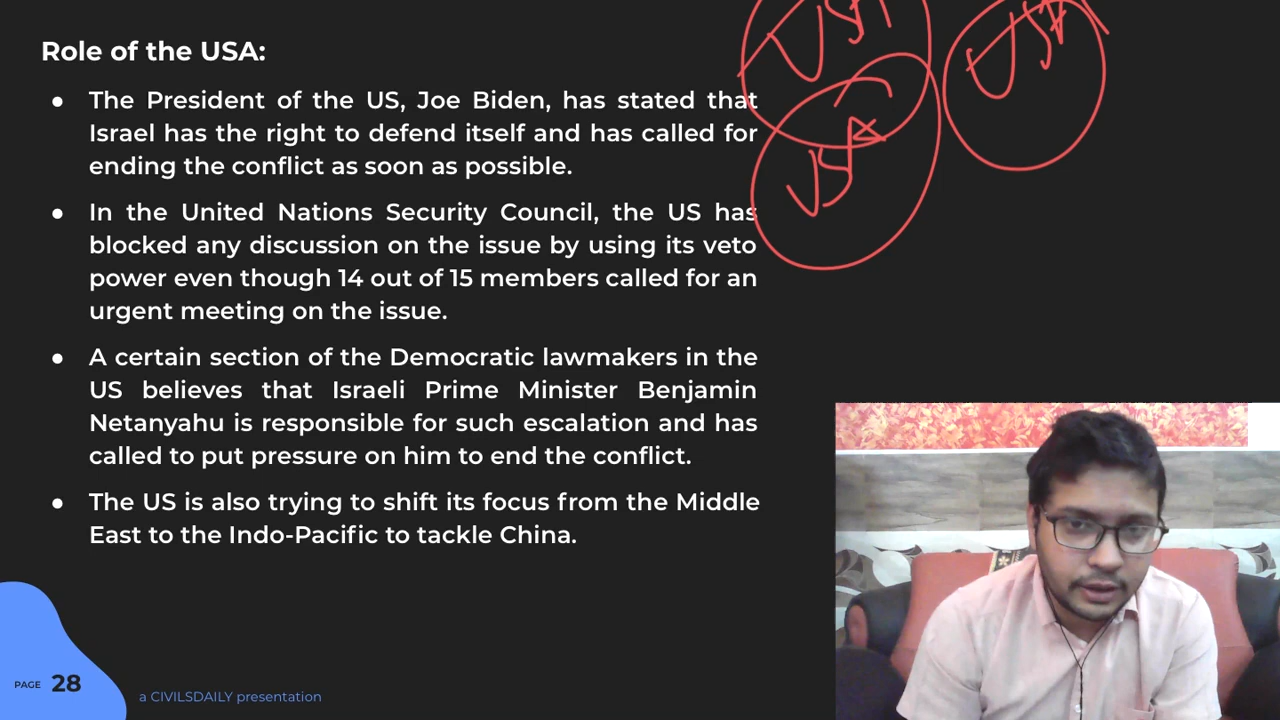 Role of the USA:
● The President of the US, Joe Biden, has stated that
Israel has the right to defend itself and has called for
ending the conflict as soon as possible.
● In the United Nations Security Council, the US has
blocked any discussion on the issue by using its veto
power even though 14 out of 15 members called for an
urgent meeting on the issue.
● A certain section of the Democratic lawmakers in the
US believes that Israeli Prime Minister Benjamin
Netanyahu is responsible for such escalation and has
called to put pressure on him to end the conflict.
● The US is also trying to shift its focus from the Middle
East to the Indo-Pacific to tackle China.
USA
USA
USA
PAGE 28
a CIVILSDAILY presentation